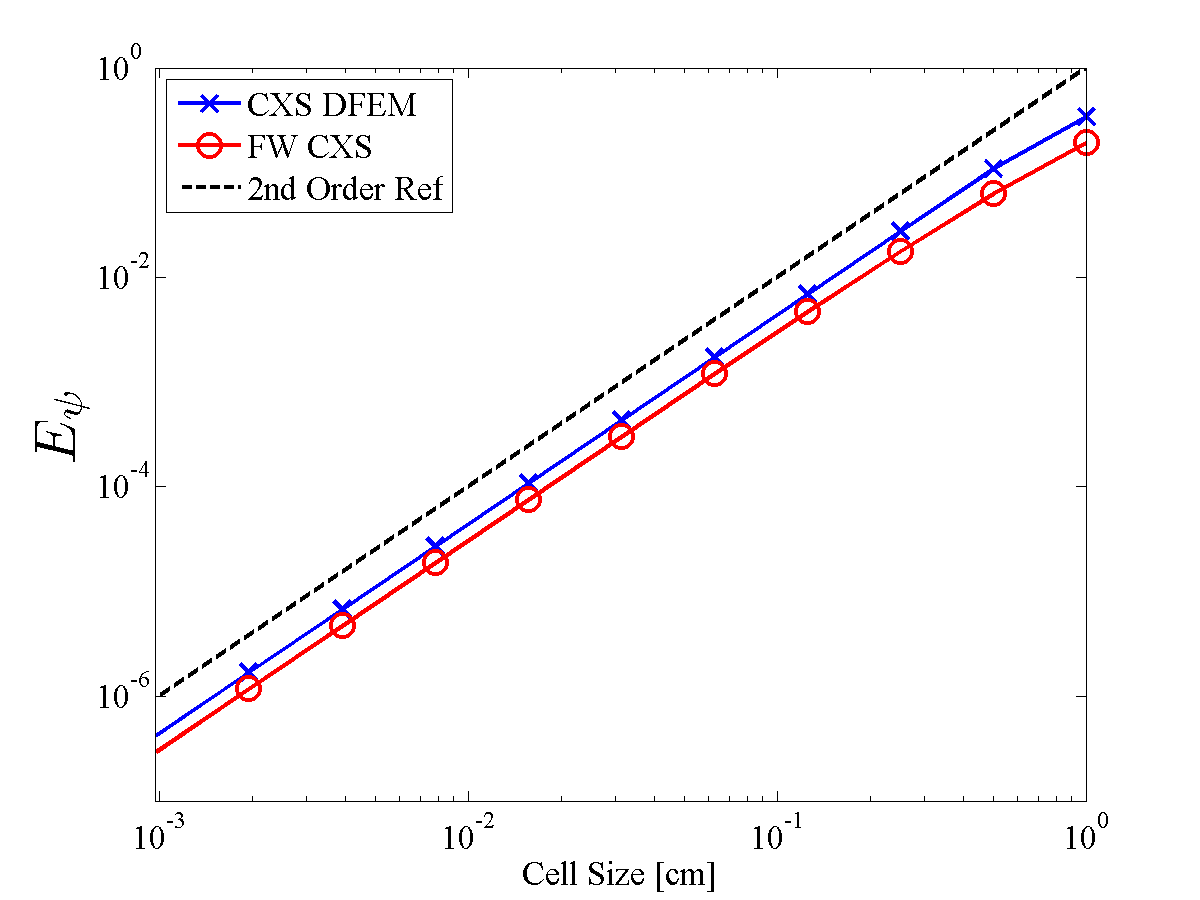 10^0
CXS DFEM
FW CXS
2nd Order Ref
10^-2
E_ψ
10^-4
10^-6
10^-3 10^-2 10^-1 10^0
Cell Size [cm]